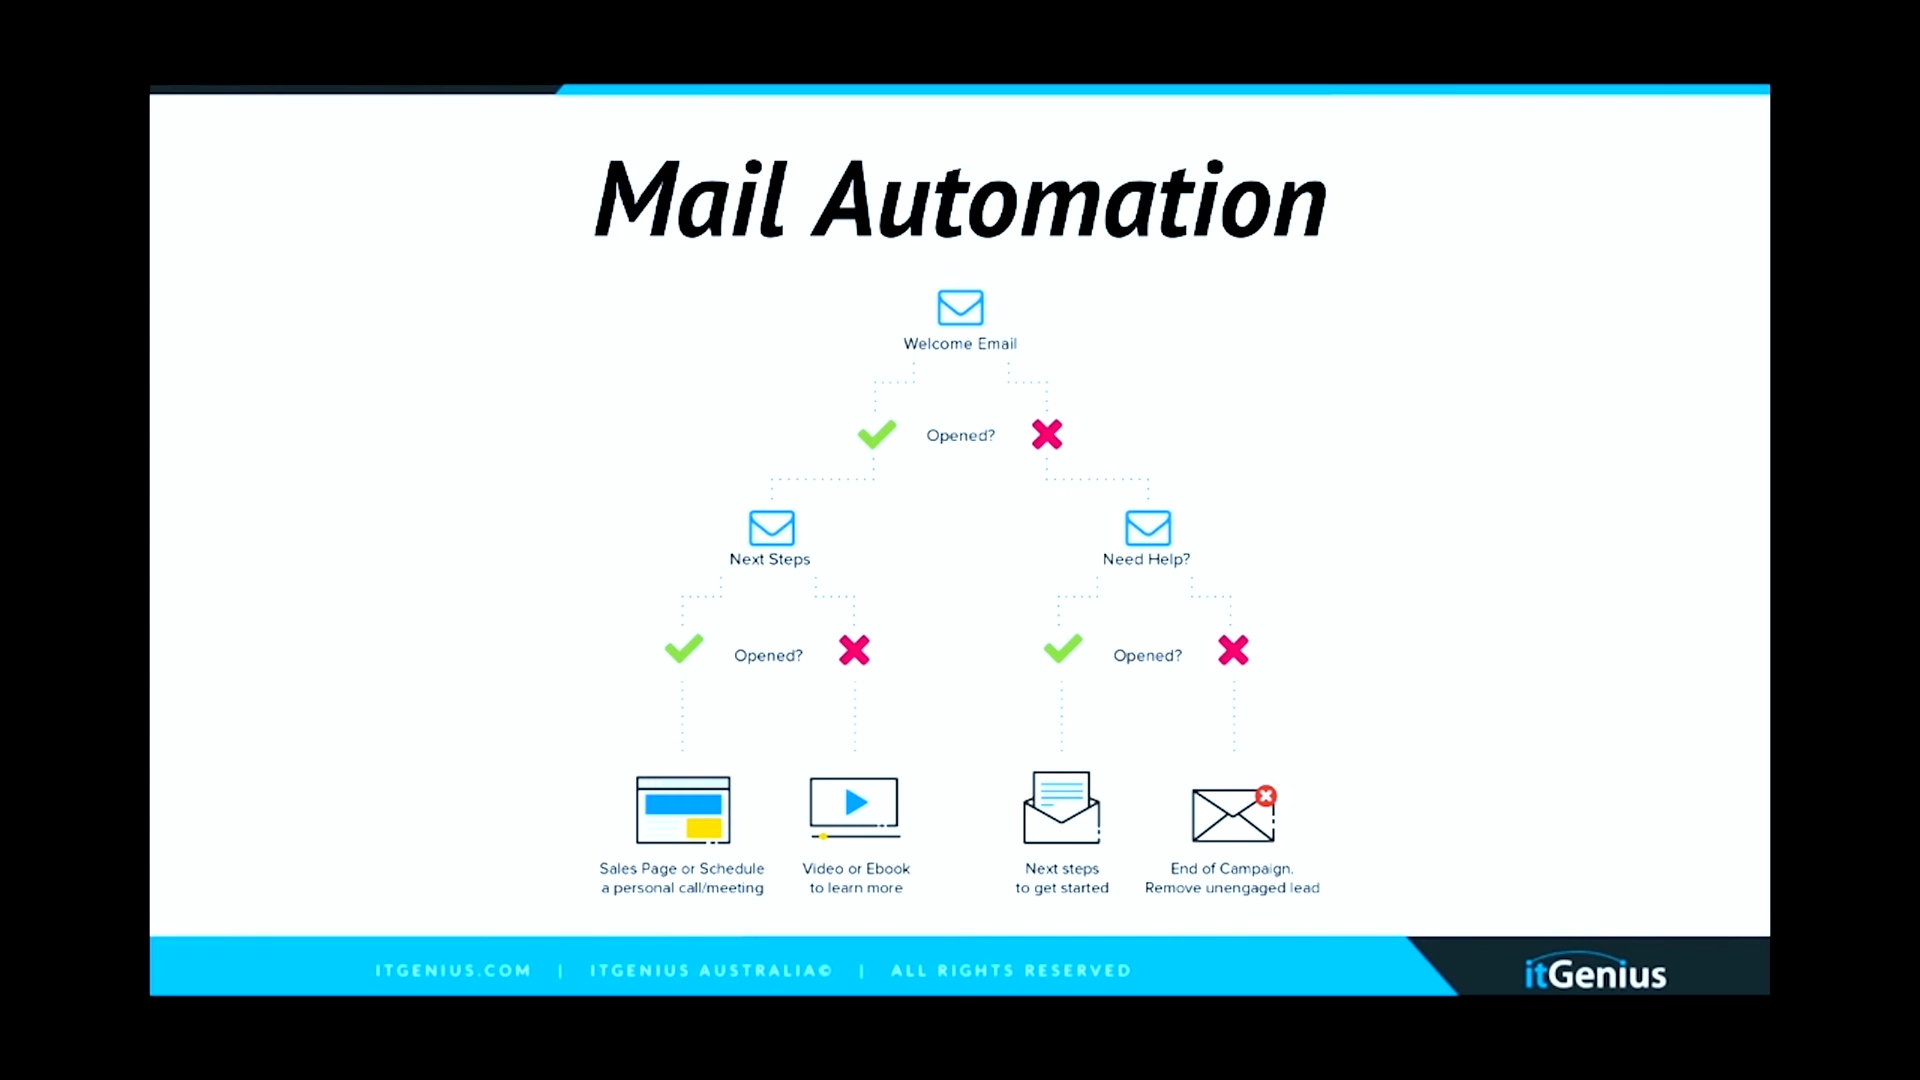 Mail Automation
Welcome Email
Opened?
Next Steps
Need Help?
Opened?
Opened?
Sales Page or Schedule
a personal call/meeting
Video or Ebook
to learn more
Next steps
to get started
End of Campaign.
Remove unengaged lead
ITGENIUS.COM | ITGENIUS AUSTRALIA© | ALL RIGHTS RESERVED
itGenius